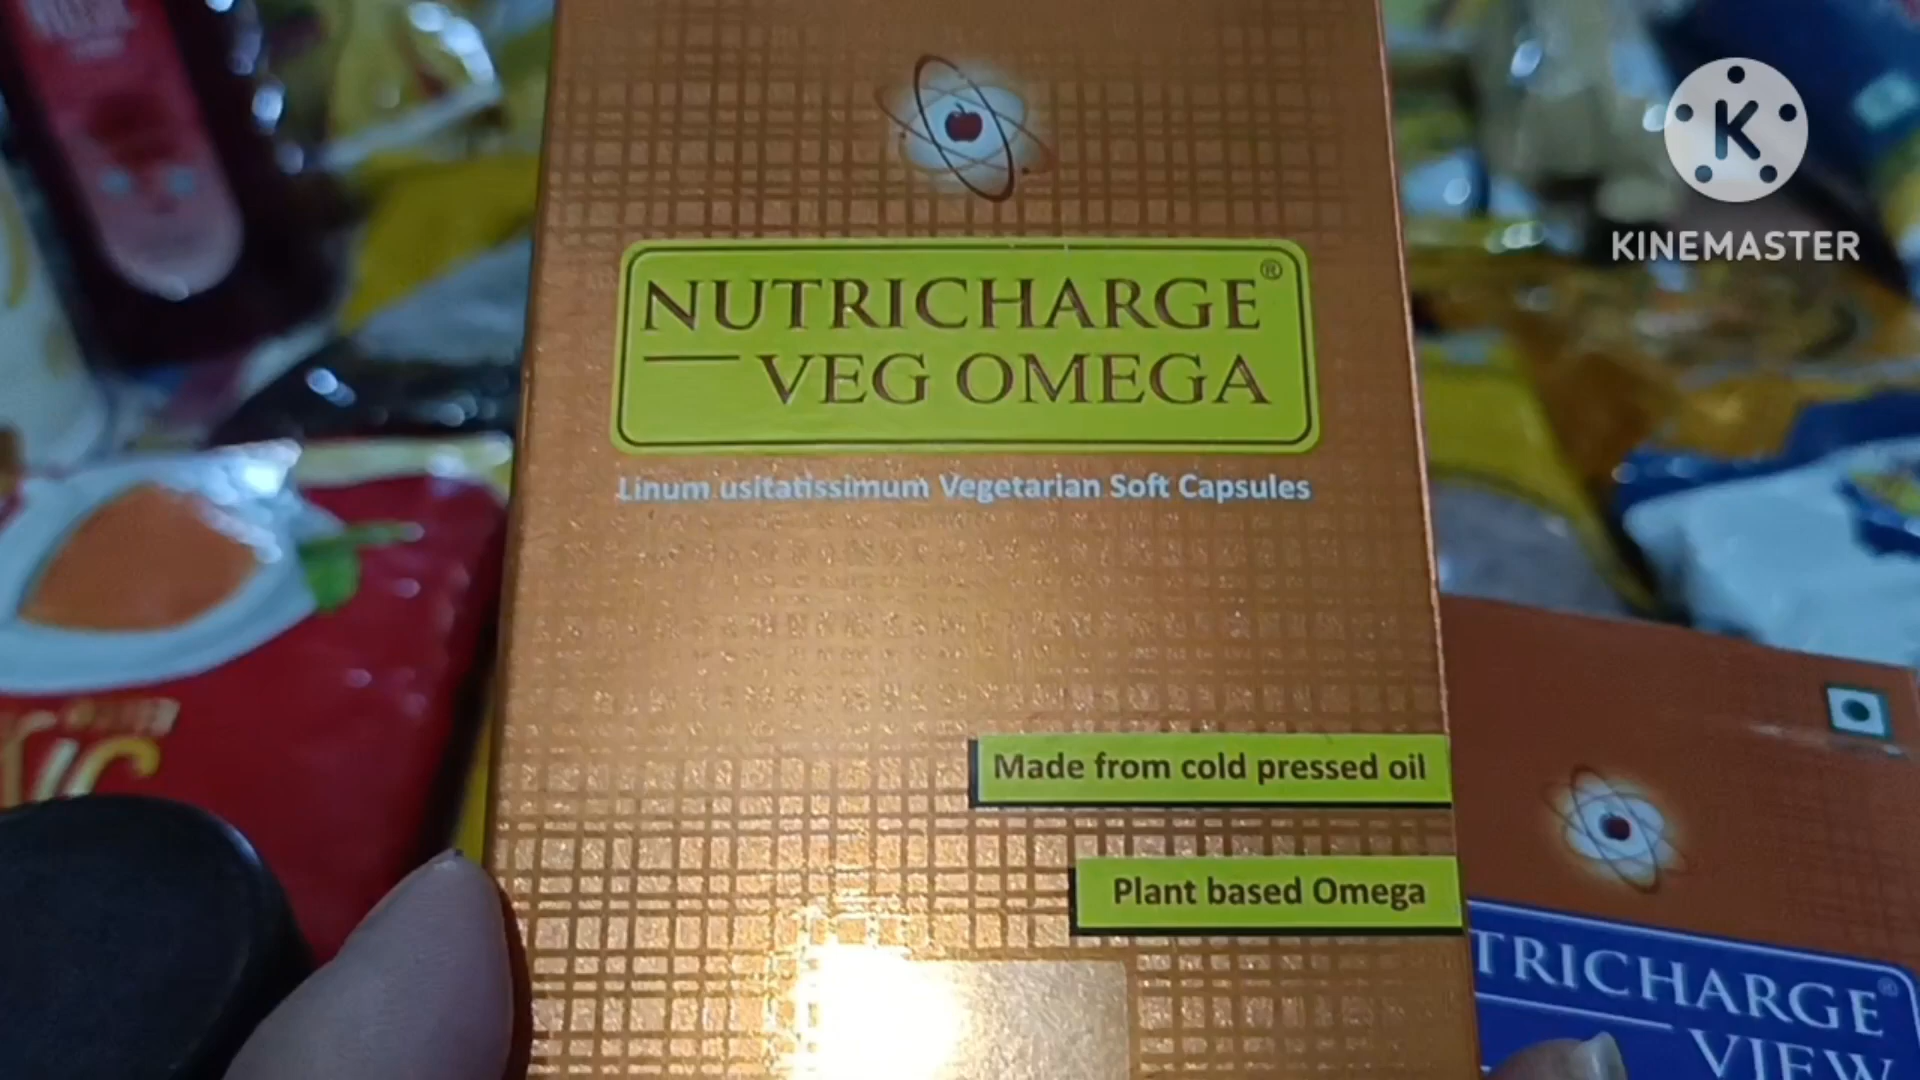 NUTRICHARGE®
VEG OMEGA
Linum usitatissimum Vegetarian Soft Capsules
Made from cold pressed oil
Plant based Omega
TRICHARGE®
VIEW
K
KINEMASTER